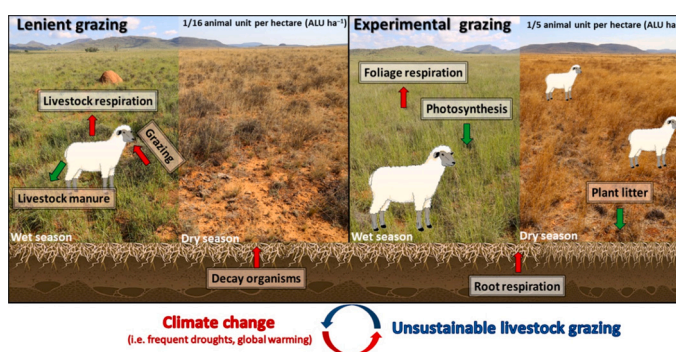 Lenient grazing
1/16 animal unit per hectare (ALU ha⁻¹)
Experimental grazing
1/5 animal unit per hectare (ALU ha
Livestock respiration
Grazing
Livestock manure
Wet season
Dry season
Foliage respiration
Photosynthesis
Plant litter
Wet season
Dry season
Decay organisms
Root respiration
Climate change
(i.e. frequent droughts, global warming)
Unsustainable livestock grazing